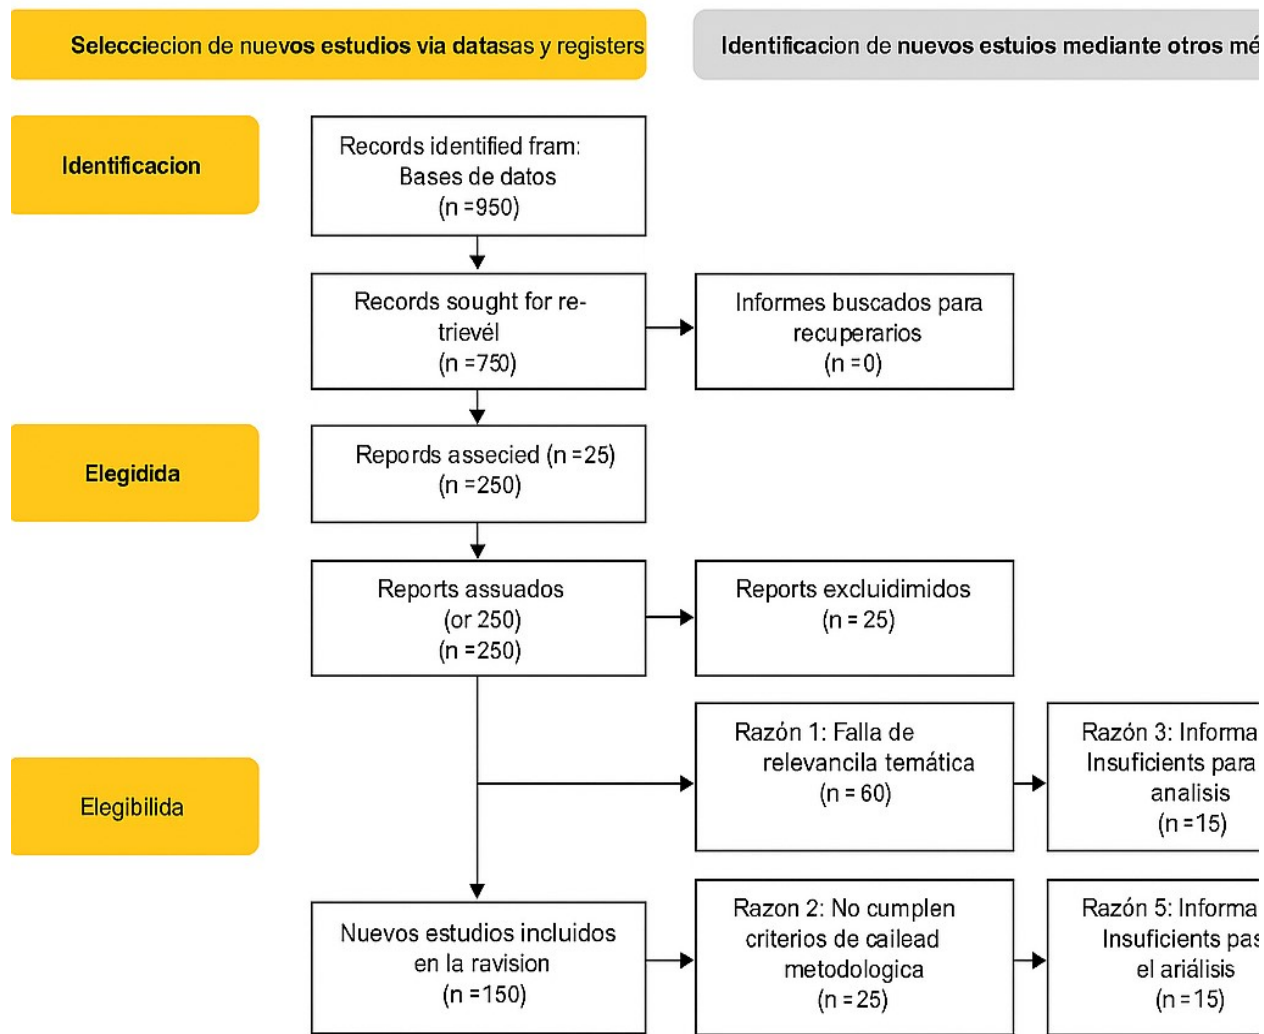 Selecciecion de nuevos estudios via datasas y registers
Identificacion de nuevos estuios mediante otros mé
Identificacion
Records identified fram:
Bases de datos
(n =950)
Records sought for re-
trievél
(n =750)
Informes buscados para
recuperarios
(n =0)
Elegidida
Repords assecied (n =25)
(n =250)
Reports assuados
(or 250)
(n =250)
Reports excluidimidos
(n = 25)
Elegibilida
Razón 1: Falla de
relevancila temática
(n = 60)
Razón 3: Informa
Insuficients para
analisis
(n =15)
Nuevos estudios incluidos
en la ravision
(n =150)
Razon 2: No cumplen
criterios de cailead
metodologica
(n = 25)
Razón 5: Informa
Insuficients pas
el ariálisis
(n =15)